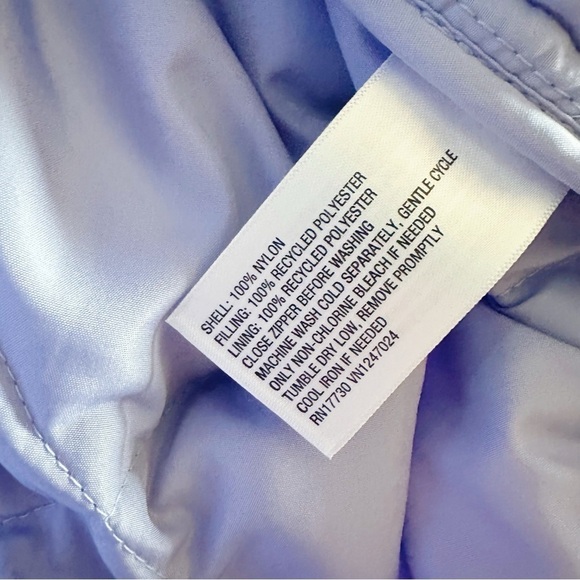 SHELL: 100% NYLON
FILLING: 100% RECYCLED POLYESTER
LINING: 100% RECYCLED POLYESTER
CLOSE ZIPPER BEFORE WASHING
MACHINE WASH COLD SEPARATELY, GENTLE CYCLE
ONLY NON-CHLORINE BLEACH IF NEEDED
TUMBLE DRY LOW, REMOVE PROMPTLY
COOL IRON IF NEEDED
RN17730 VN1247024